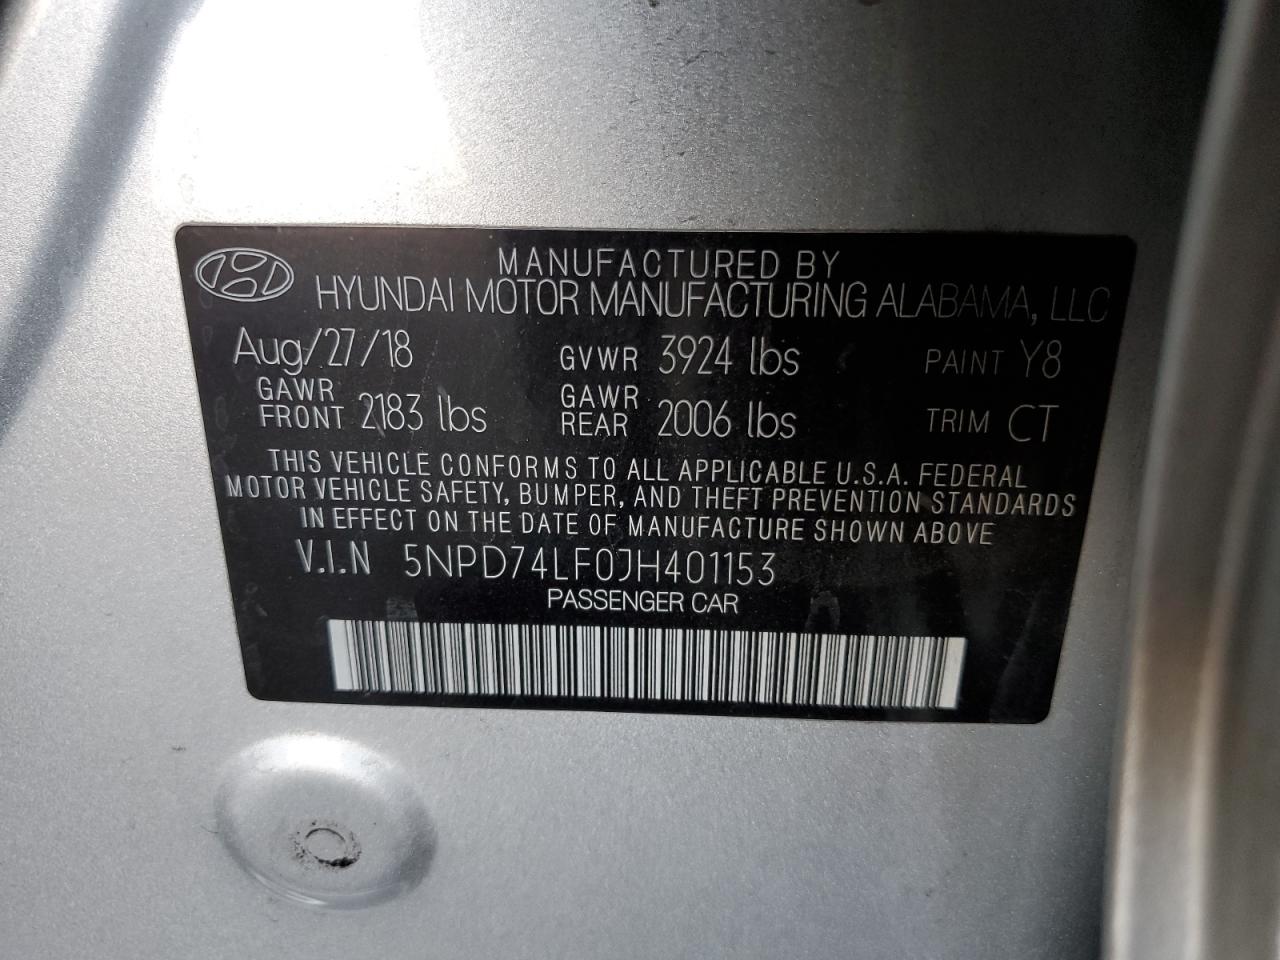 MANUFACTURED BY
HYUNDAI MOTOR MANUFACTURING ALABAMA, LLC
Aug/27/18 GVWR 3924 lbs PAINT Y8
GAWR FRONT 2183 lbs GAWR REAR 2006 lbs TRIM CT
THIS VEHICLE CONFORMS TO ALL APPLICABLE U.S.A. FEDERAL
MOTOR VEHICLE SAFETY, BUMPER, AND THEFT PREVENTION STANDARDS
IN EFFECT ON THE DATE OF MANUFACTURE SHOWN ABOVE
V.I.N 5NPD74LF0JH401153
PASSENGER CAR